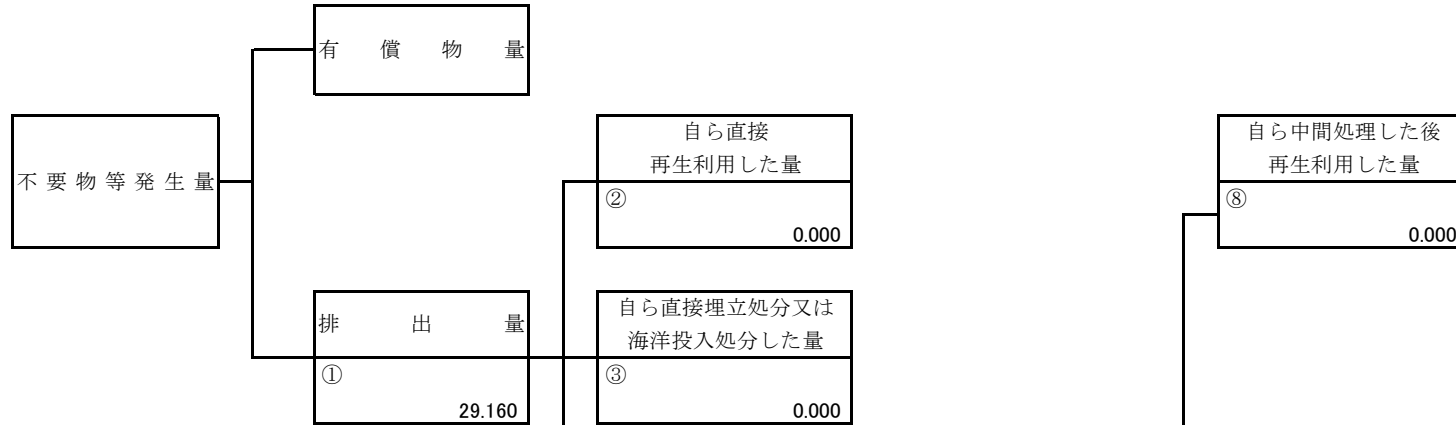 有償物量
不要物等発生量
自ら直接
再生利用した量
②
0.000
自ら中間処理した後
再生利用した量
⑧
0.000
排出量
①
29.160
自ら直接埋立処分又は
海洋投入処分した量
③
0.000